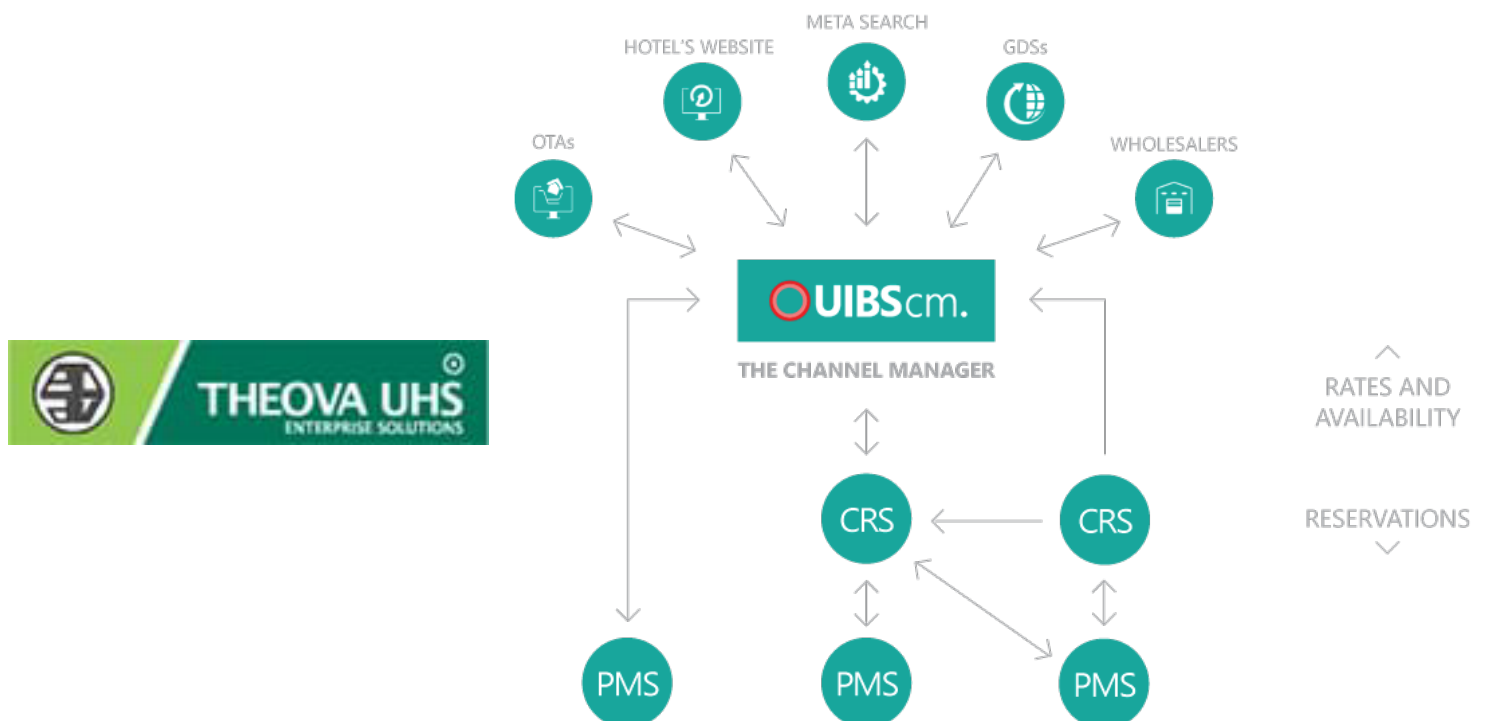 META SEARCH
HOTEL'S WEBSITE
GDSs
OTAs
WHOLESALERS
UIBScm.
THE CHANNEL MANAGER
THEOVA UHS
ENTERPRISE SOLUTIONS
RATES AND
AVAILABILITY
CRS
CRS
RESERVATIONS
PMS
PMS
PMS